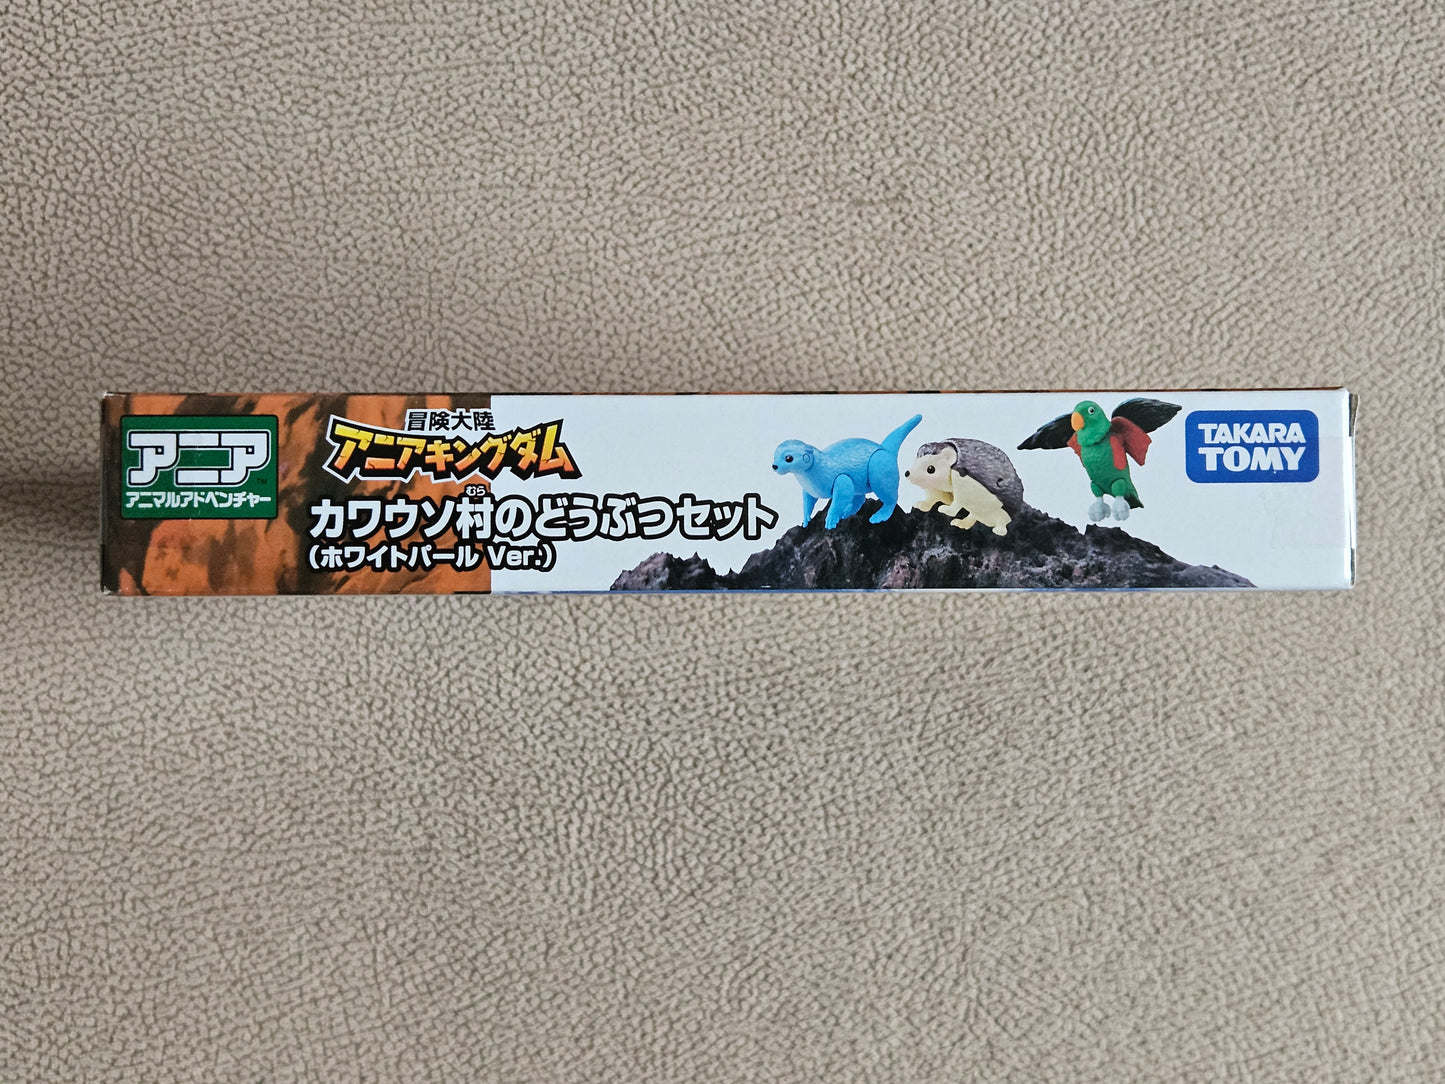 アニア™
アニマルアドベンチャー
冒険大陸
アニアキングダム
むら
カワウソ村のどうぶつセット
(ホワイトパール Ver.)
TAKARA
TOMY